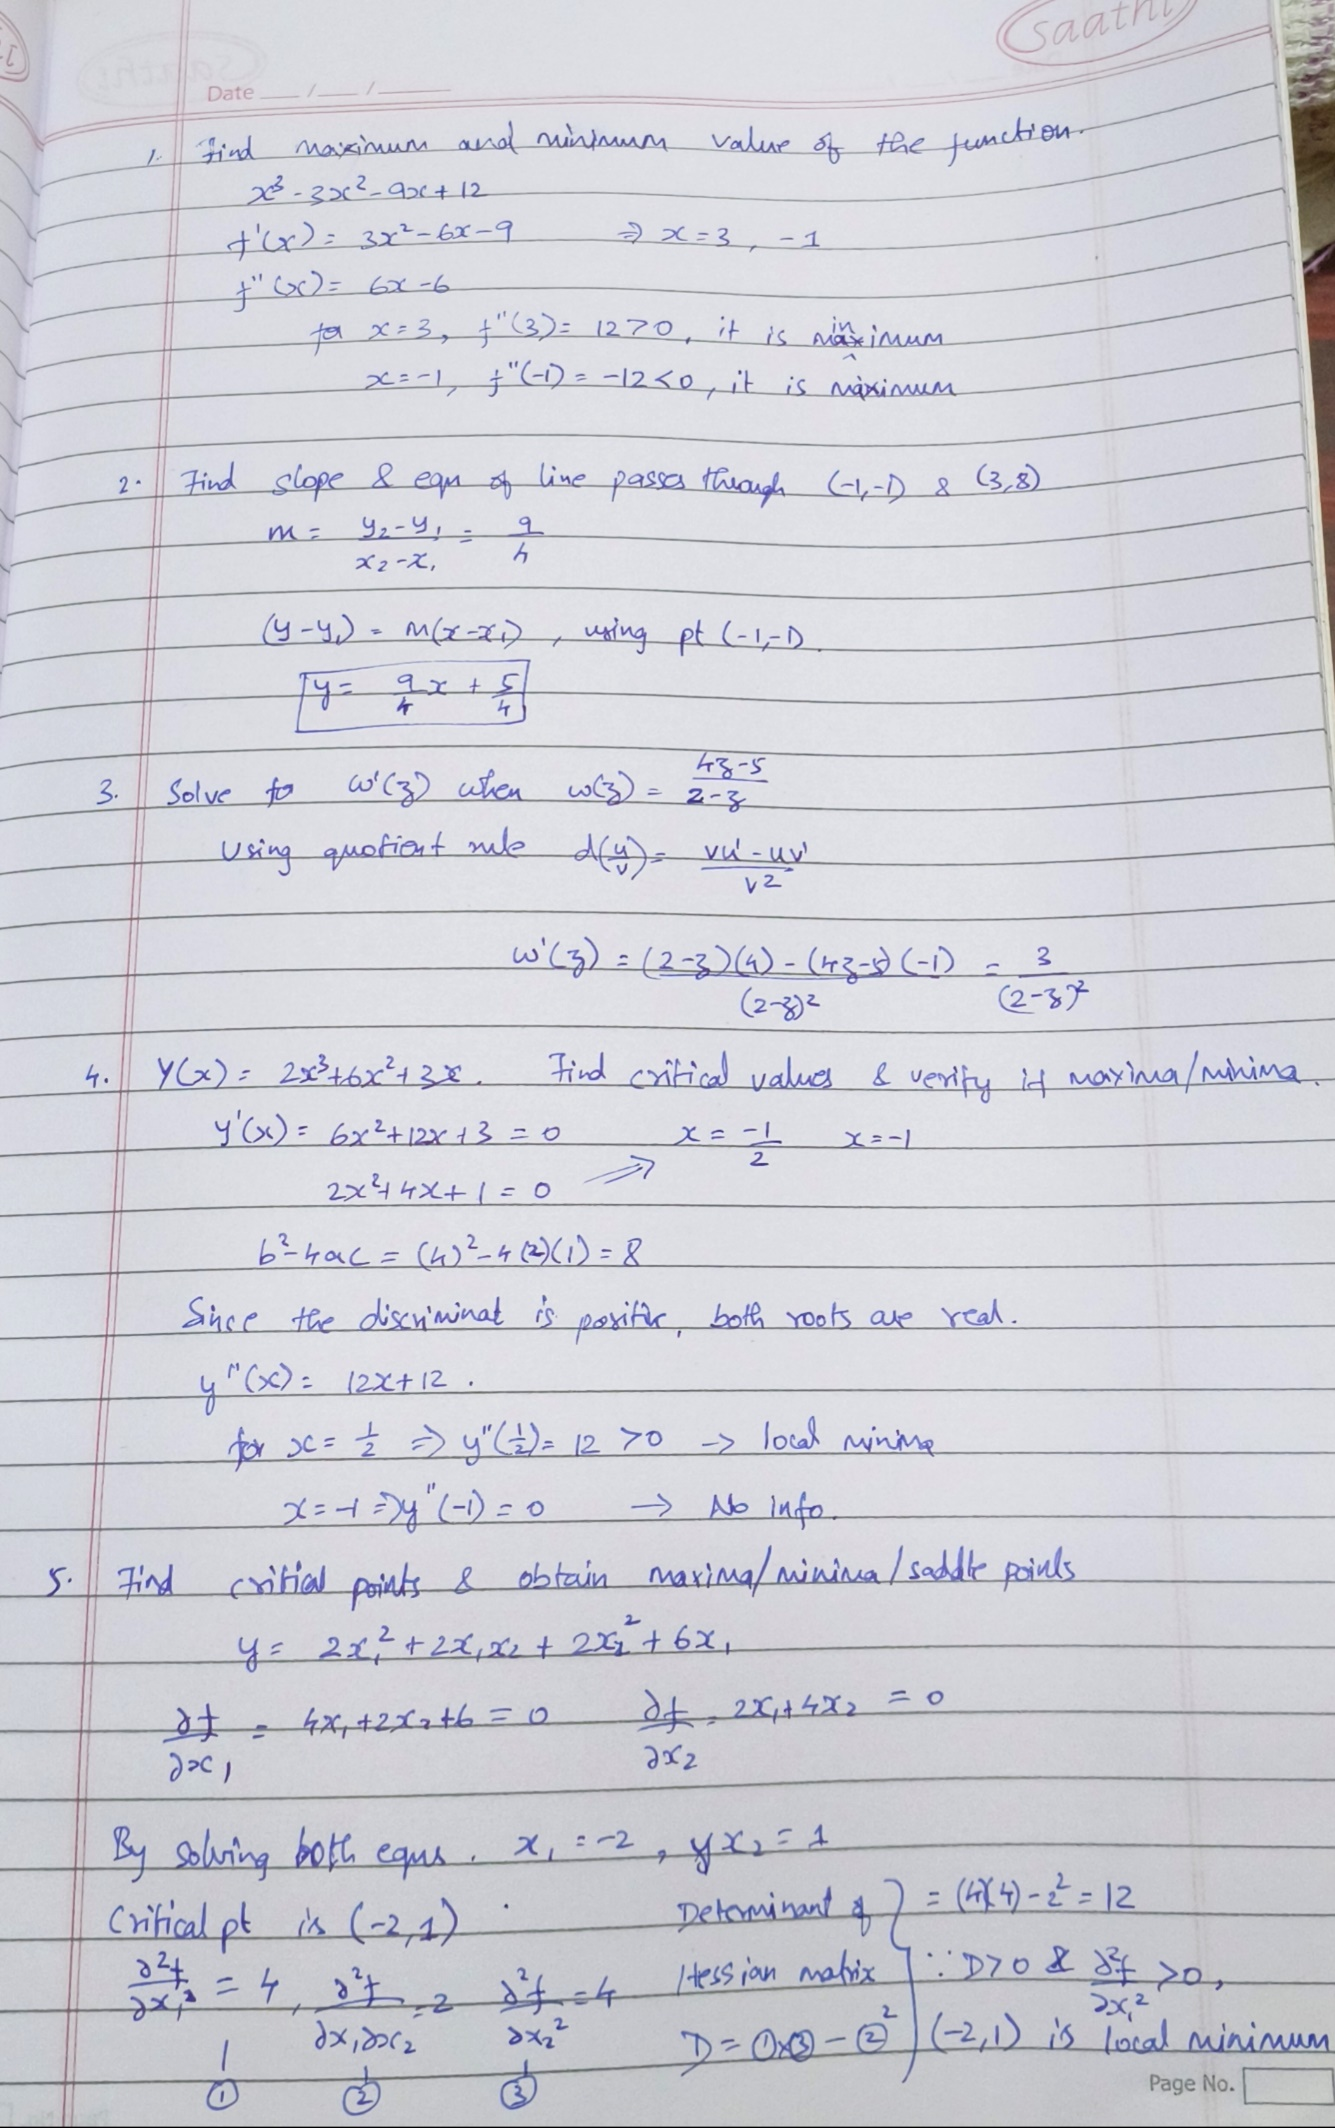 saathi
Date __/__/____
1. Find maximum and minimum value of the function.
x³ - 3x² - 9x + 12
f'(x) = 3x² - 6x - 9 ⇒ x = 3, -1
f''(x) = 6x - 6
for x = 3, f''(3) = 12 > 0, it is minimum
x = -1, f''(-1) = -12 < 0, it is maximum
2. Find slope & eqn of line passes through (-1,-1) & (3,8)
m = (y₂ - y₁)/(x₂ - x₁) = 9/4
(y - y₁) = m(x - x₁), using pt (-1,-1).
y = 9/4 x + 5/4
3. Solve for w'(z) when w(z) = (4z-5)/(2-z)
Using quotient rule d(u/v) = (vu' - uv')/v²
w'(z) = ((2-z)(4) - (4z-5)(-1))/(2-z)² = 3/(2-z)²
4. Y(x) = 2x³ + 6x² + 3x. Find critical values & verify if maxima/minima.
y'(x) = 6x² + 12x + 3 = 0 x = -1/2 x = -1
2x² + 4x + 1 = 0 ⇒
b² - 4ac = (4)² - 4(2)(1) = 8
Since the discriminat is positive, both roots are real.
y''(x) = 12x + 12.
for x = 1/2 ⇒ y''(1/2) = 12 > 0 → local minima
x = -1 ⇒ y''(-1) = 0 → No info.
5. Find critical points & obtain maxima/minima/saddle points
y = 2x₁² + 2x₁x₂ + 2x₂² + 6x₁
∂f/∂x₁ = 4x₁ + 2x₂ + 6 = 0 ∂f/∂x₂ = 2x₁ + 4x₂ = 0
By solving both equs. x₁ = -2, x₂ = 1
Critical pt is (-2,1).
∂²f/∂x₁² = 4, ∂²f/∂x₁∂x₂ = 2 ∂²f/∂x₂² = 4
① ② ③
Determinant of } = (4)(4) - 2² = 12
Hessian matrix ∵ D > 0 & ∂²f/∂x₁² > 0,
D = ①×③ - ②² (-2,1) is local minimum
Page No.